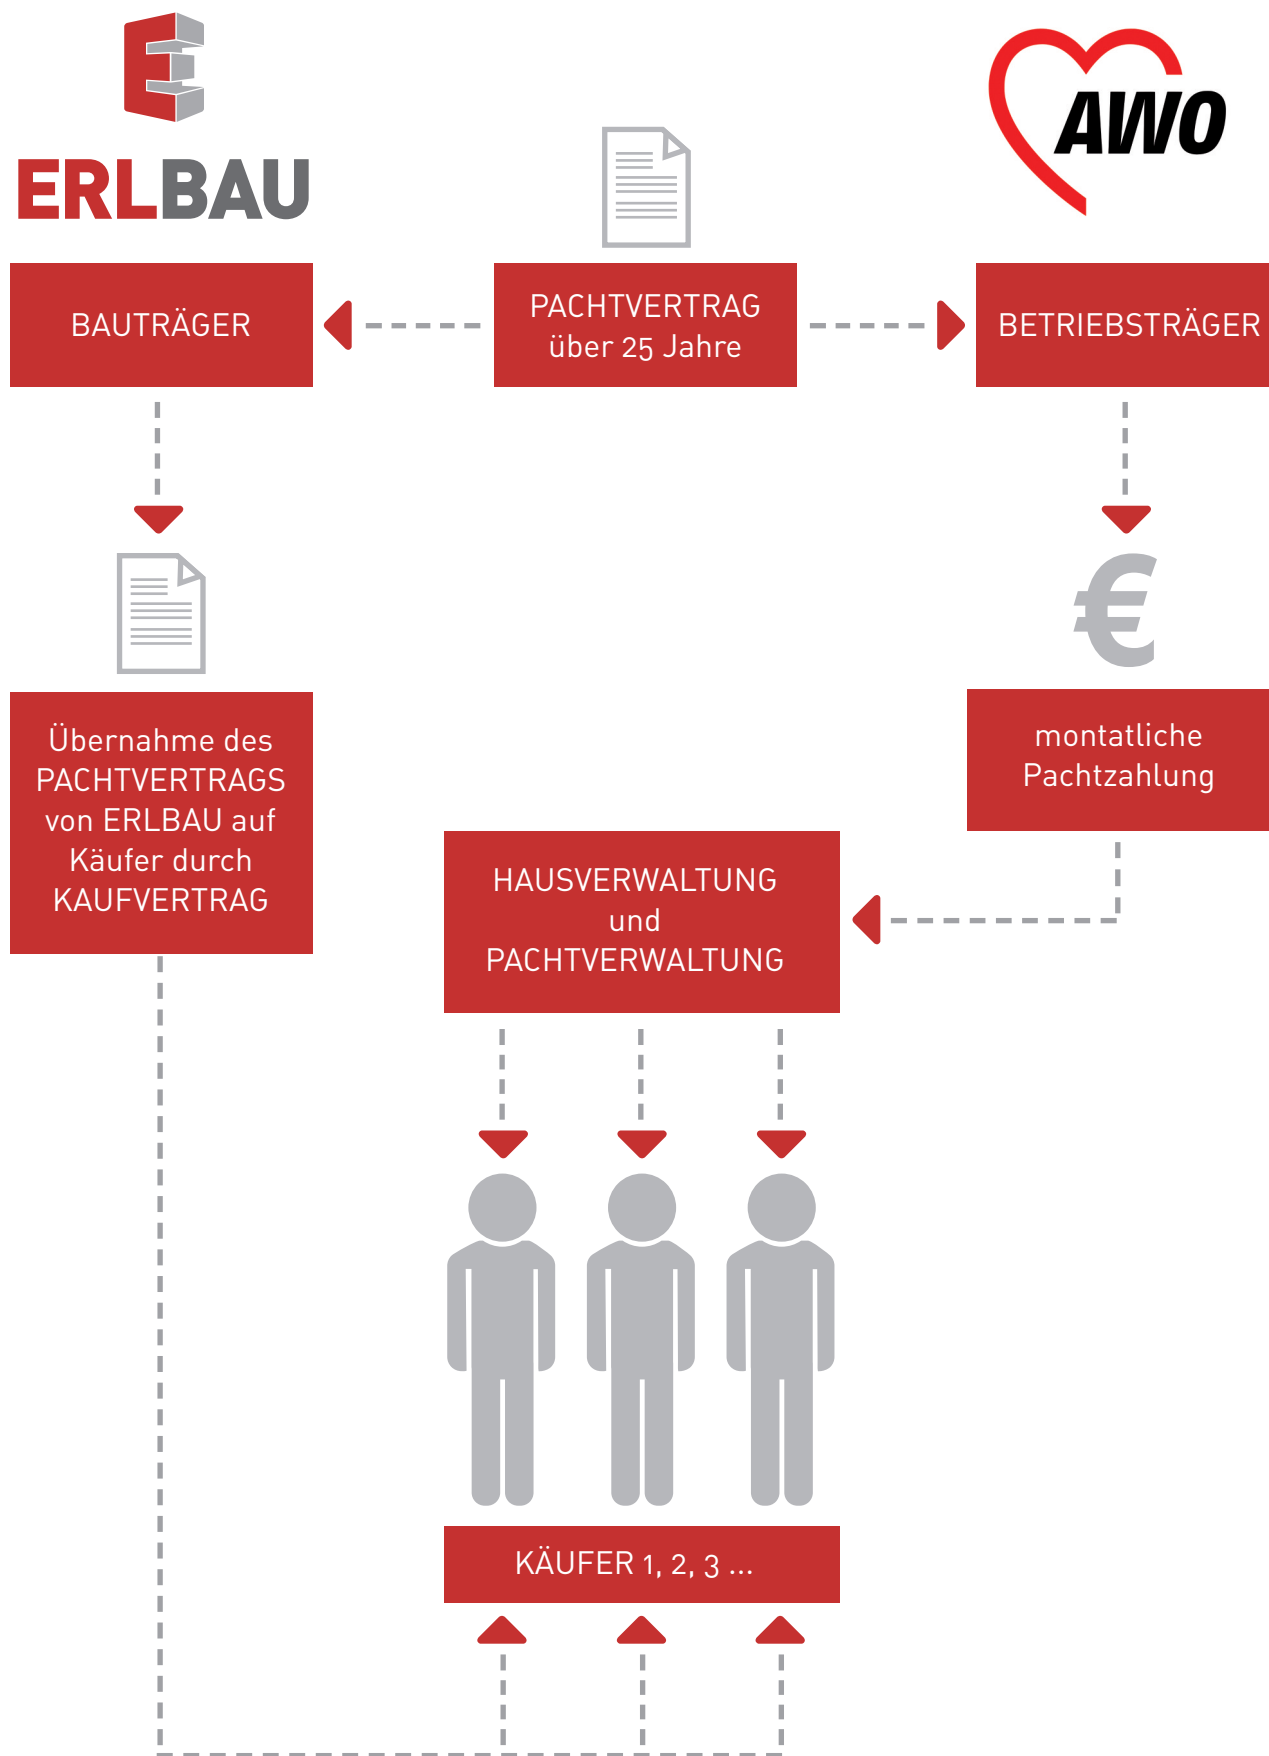 ERLBAU
AWO
BAUTRÄGER
PACHTVERTRAG
über 25 Jahre
BETRIEBSTRÄGER
€
Übernahme des
PACHTVERTRAGS
von ERLBAU auf
Käufer durch
KAUFVERTRAG
montatliche
Pachtzahlung
HAUSVERWALTUNG
und
PACHTVERWALTUNG
KÄUFER 1, 2, 3 ...